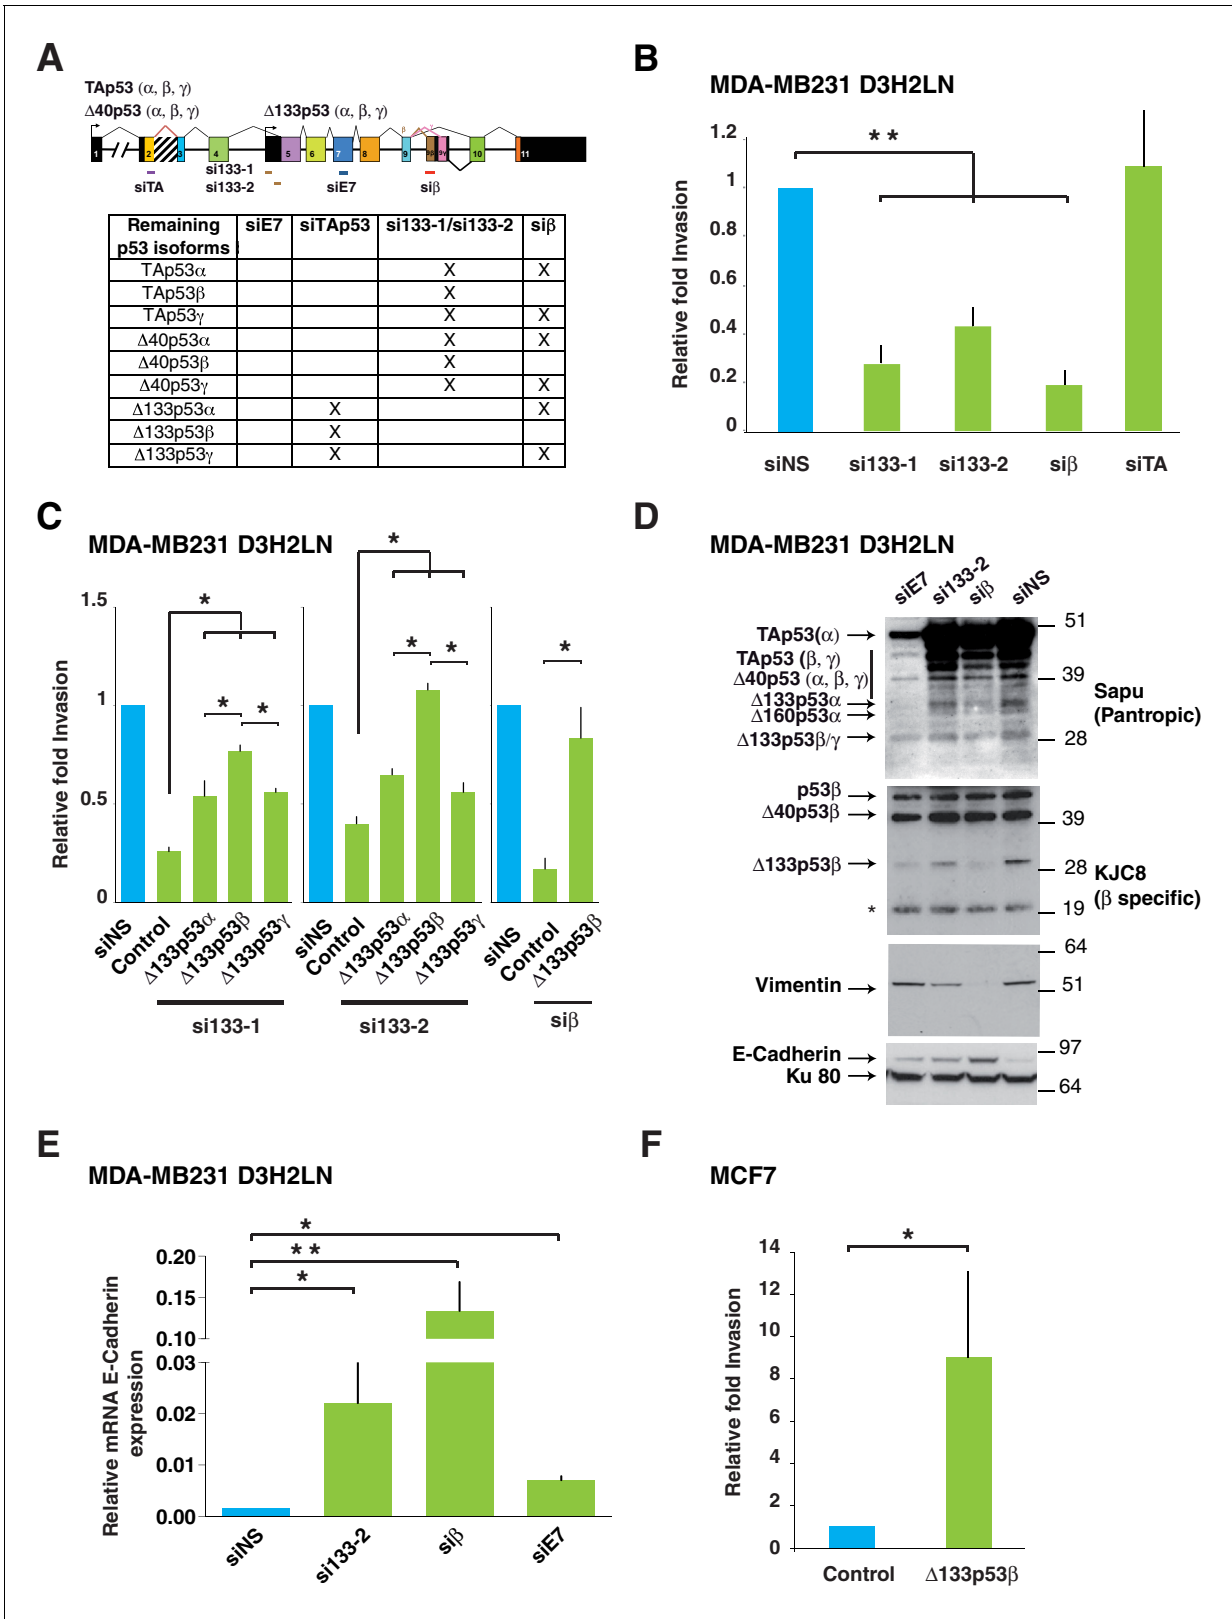 A
TAp53 (α, β, γ)
Δ40p53 (α, β, γ)
Δ133p53 (α, β, γ)
β
γ
1
2
3
4
5
6
7
8
9
9β
9γ
10
11
siTA
si133-1
si133-2
siE7
siβ
Remaining p53 isoforms siE7 siTAp53 si133-1/si133-2 siβ
TAp53α X X
TAp53β X
TAp53γ X X
Δ40p53α X X
Δ40p53β X
Δ40p53γ X X
Δ133p53α X X
Δ133p53β X
Δ133p53γ X X
B
MDA-MB231 D3H2LN
Relative fold Invasion
1.2
1
0.8
0.6
0.4
0.2
0
**
siNS si133-1 si133-2 siβ siTA
C
MDA-MB231 D3H2LN
Relative fold Invasion
1.5
1
0.5
0
* * *
* * *
*
siNS Control Δ133p53α Δ133p53β Δ133p53γ
si133-1
siNS Control Δ133p53α Δ133p53β Δ133p53γ
si133-2
siNS Control Δ133p53β
siβ
D
MDA-MB231 D3H2LN
siE7 si133-2 siβ siNS
TAp53(α)
TAp53 (β, γ)
Δ40p53 (α, β, γ)
Δ133p53α
Δ160p53α
Δ133p53β/γ
51
39
28
Sapu
(Pantropic)
p53β
Δ40p53β
Δ133p53β
*
39
28
19
KJC8
(β specific)
Vimentin
64
51
E-Cadherin
Ku 80
97
64
E
MDA-MB231 D3H2LN
Relative mRNA E-Cadherin
expression
0.20
0.15
0.10
0.03
0.02
0.01
0.00
*
**
*
siNS si133-2 siβ siE7
F
MCF7
Relative fold Invasion
14
12
10
8
6
4
2
0
*
Control Δ133p53β